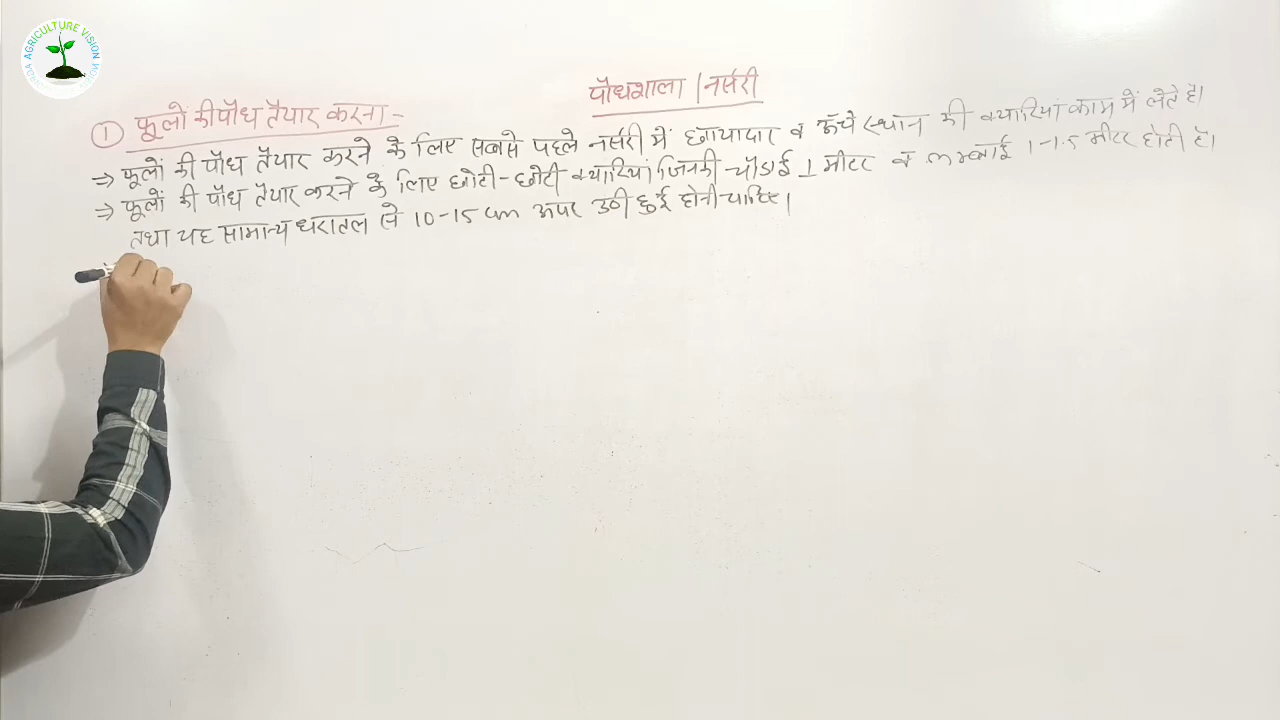 AGRICULTURE VISION
पौधशाला / नर्सरी
① फूलों की पौध तैयार करना -
⇒ फूलों की पौध तैयार करने के लिए सबसे पहले नर्सरी में छायादार व ऊँचे स्थान की क्यारियां काम में लेते है।
⇒ फूलों की पौध तैयार करने के लिए छोटी-छोटी क्यारियां जिनकी चौडाई 1 मीटर व लम्बाई 1-1.5 मीटर होती है।
तथा यह सामान्य धरातल से 10-15 cm ऊपर उठी हुई होनी चाहिए।